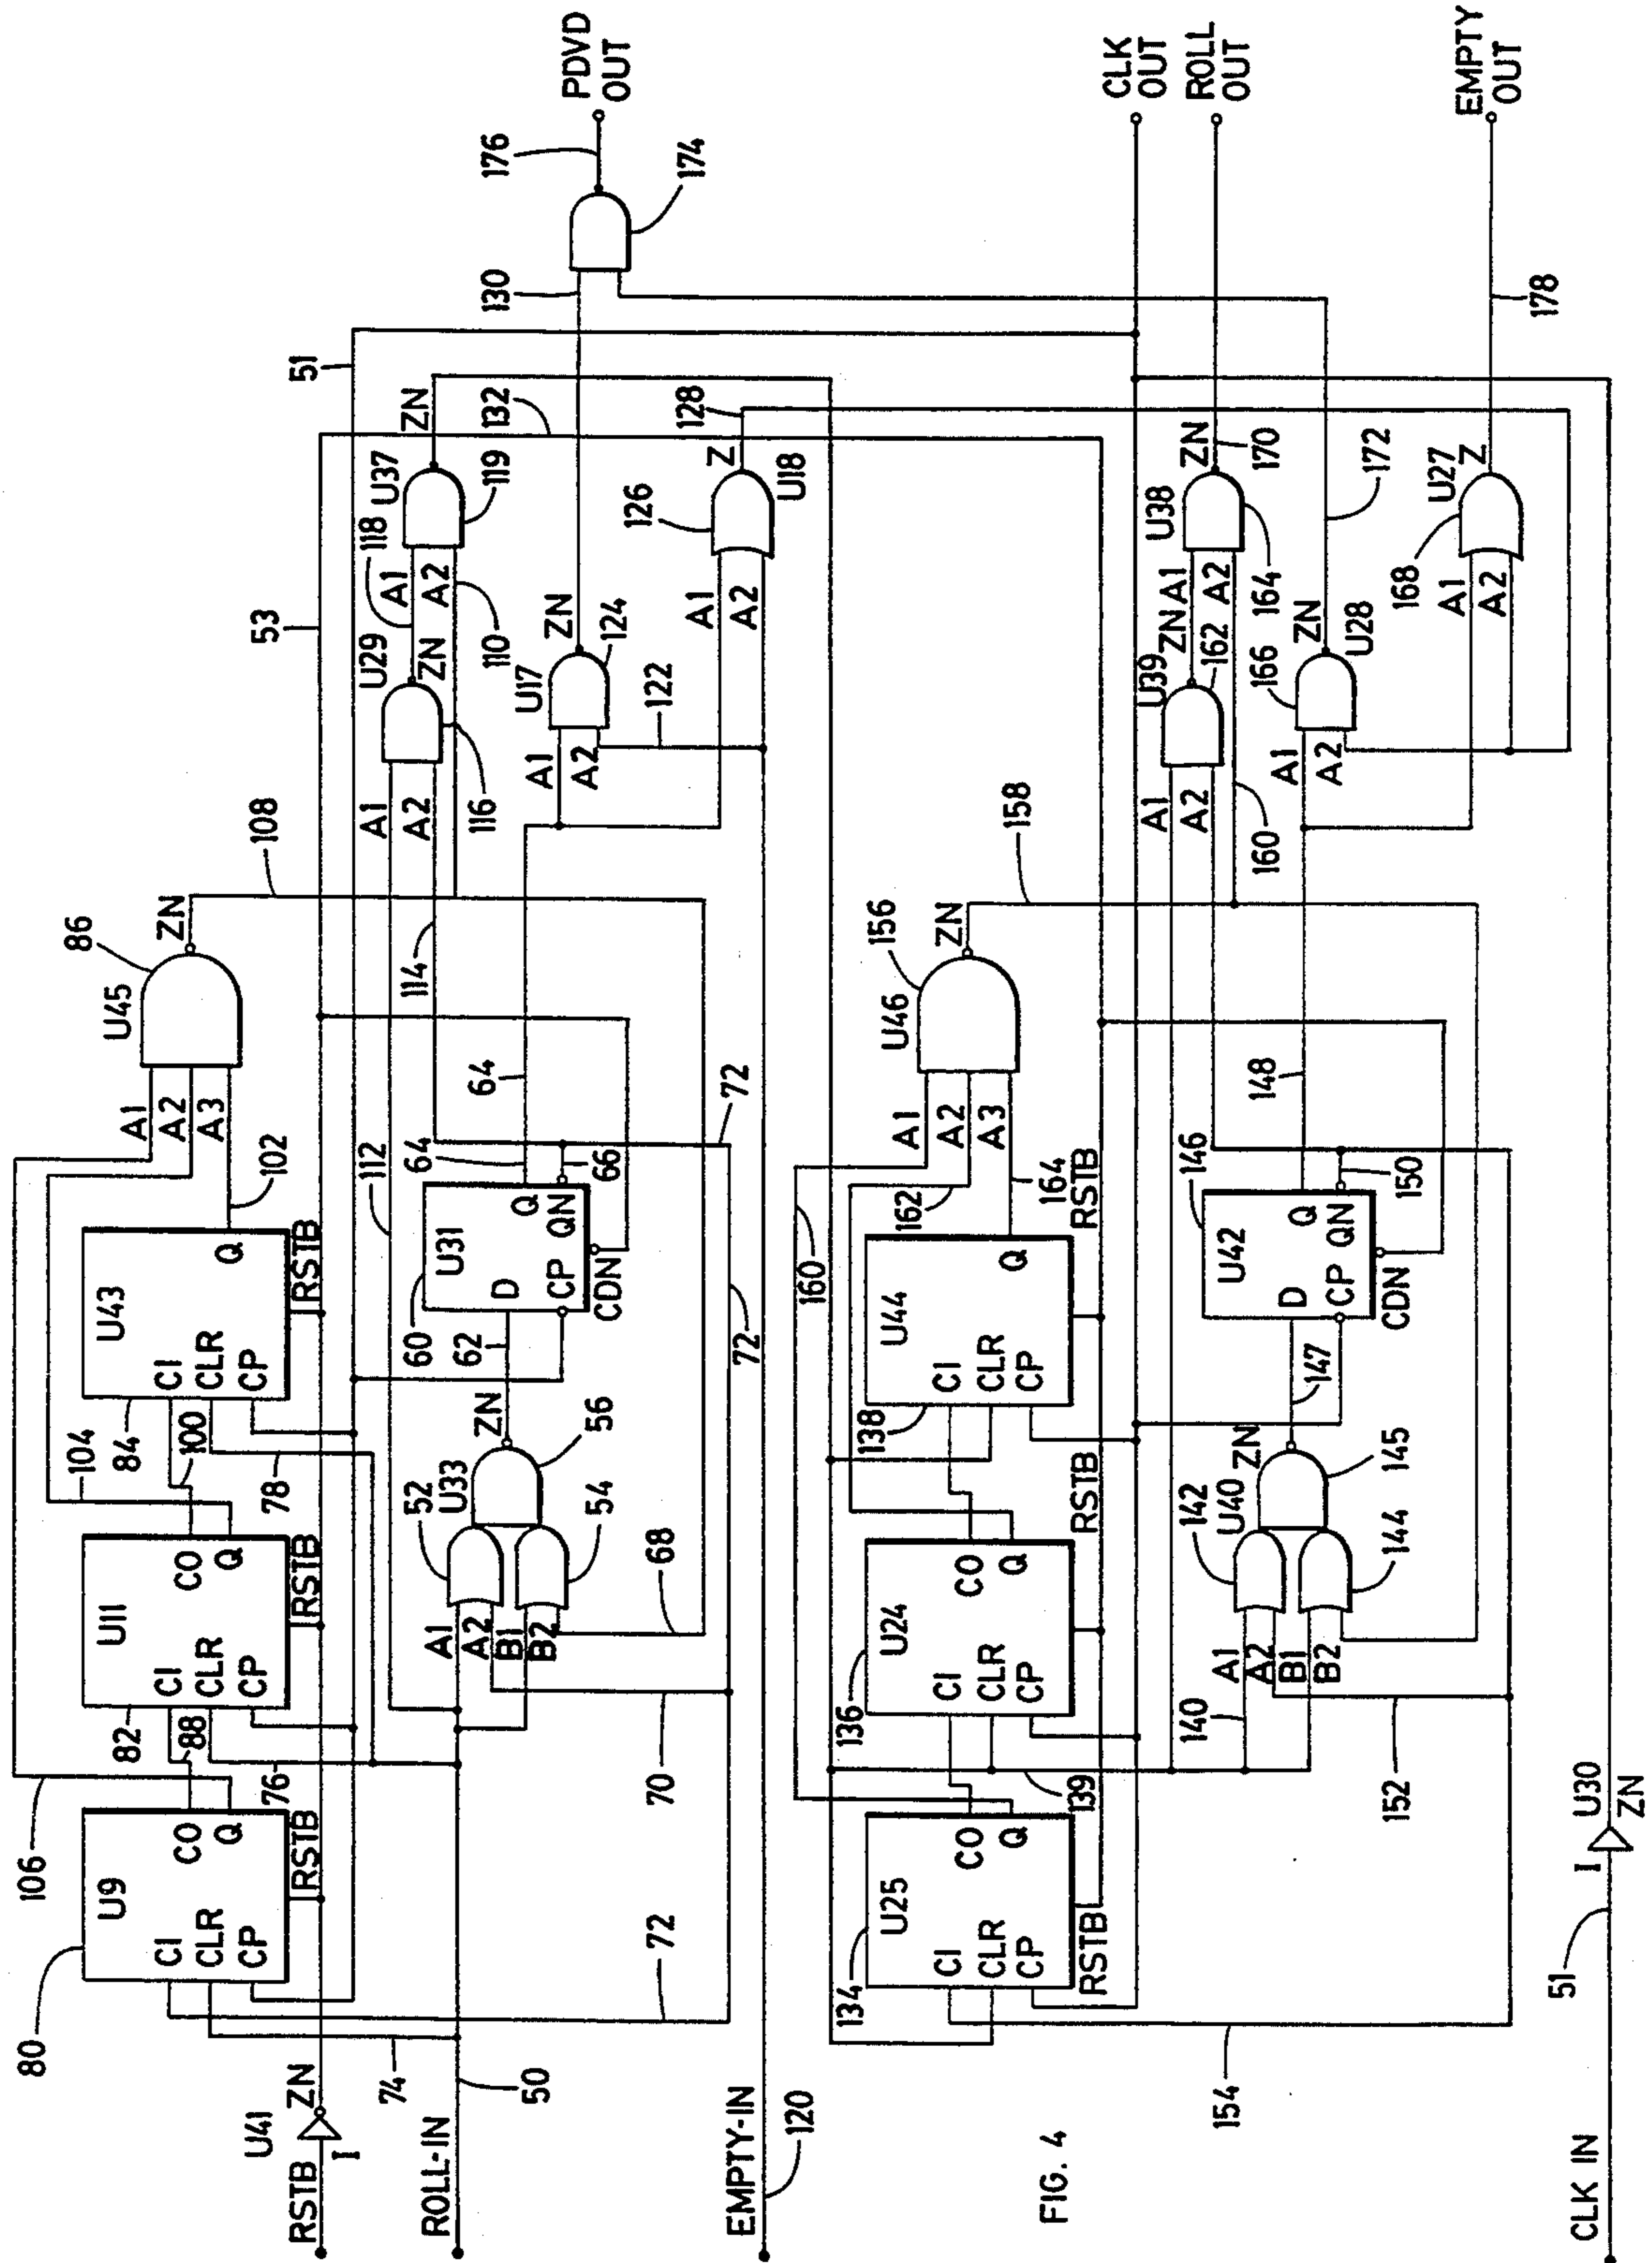 80
U9
CI
CLR
CP
CO
Q
RSTB
106
82
88
76
U11
CI
CLR
CP
CO
Q
RSTB
104
84
100
78
U43
CI
CLR
CP
Q
RSTB
102
A1
A2
A3
U45
86
ZN
108
53
51
U41
ZN
I
RSTB
74
72
ROLL-IN
50
70
A1
A2
B1
B2
52
U33
54
56
ZN
68
62
60
U31
D
CP
Q
QN
CDN
64
66
64
112
114
72
72
A1
A2
116
U29
ZN
118
A1
A2
110
U37
119
ZN
132
U17
A1
A2
122
124
ZN
130
174
176
PDVD
OUT
EMPTY-IN
120
A1
A2
126
U18
Z
128
134
U25
CI
CLR
CP
CO
Q
RSTB
139
136
U24
CI
CLR
CP
CO
Q
RSTB
160
138
U44
CI
CLR
CP
Q
RSTB
162
164
A1
A2
A3
U46
156
ZN
158
154
152
140
A1
A2
B1
B2
142
U40
144
145
ZN
147
146
U42
D
CP
Q
QN
CDN
148
150
A1
A2
160
U39
ZN
162
A1
A2
U38
164
ZN
170
CLK
OUT
ROLL
OUT
A1
A2
166
U28
ZN
172
168
A1
A2
U27
Z
178
EMPTY
OUT
FIG. 4
CLK IN
51
I
U30
ZN